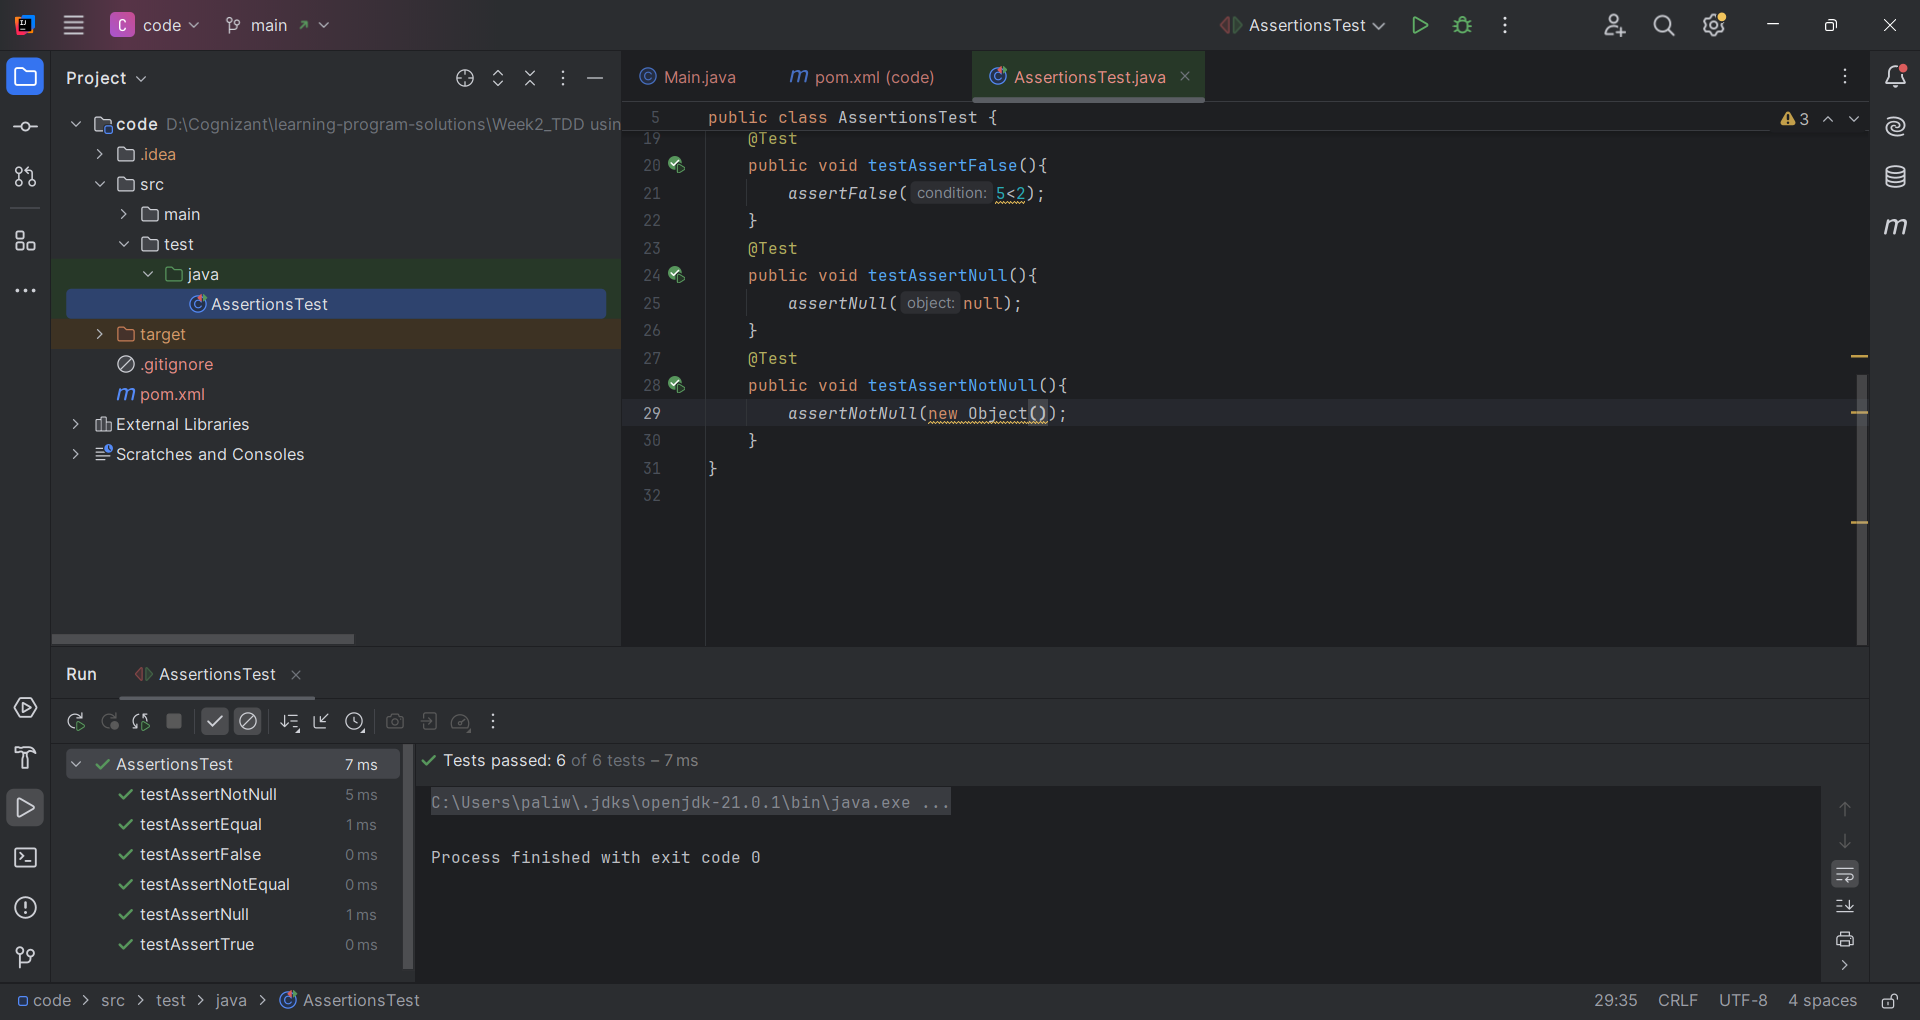 C code main AssertionsTest
Project
Main.java m pom.xml (code) AssertionsTest.java
code D:\Cognizant\learning-program-solutions\Week2_TDD usin
.idea
src
main
test
java
AssertionsTest
target
.gitignore
m pom.xml
External Libraries
Scratches and Consoles
5 public class AssertionsTest {
3
19 @Test
20 public void testAssertFalse(){
21 assertFalse( condition: 5<2);
22 }
23 @Test
24 public void testAssertNull(){
25 assertNull( object: null);
26 }
27 @Test
28 public void testAssertNotNull(){
29 assertNotNull(new Object());
30 }
31 }
32
m
Run AssertionsTest
AssertionsTest 7 ms
testAssertNotNull 5 ms
testAssertEqual 1 ms
testAssertFalse 0 ms
testAssertNotEqual 0 ms
testAssertNull 1 ms
testAssertTrue 0 ms
Tests passed: 6 of 6 tests – 7 ms
C:\Users\paliw\.jdks\openjdk-21.0.1\bin\java.exe ...
Process finished with exit code 0
code > src > test > java > AssertionsTest
29:35 CRLF UTF-8 4 spaces